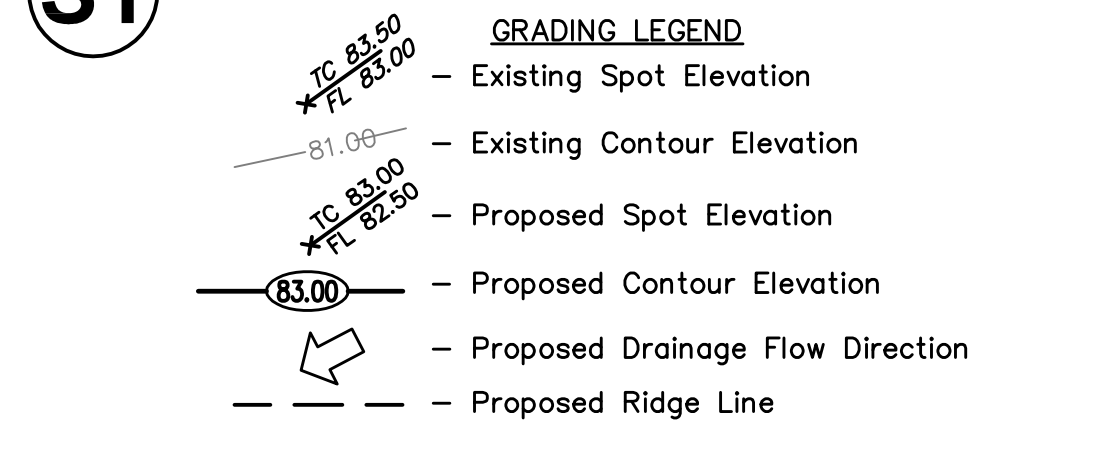 GRADING LEGEND
TC 83.50
FL 83.00
– Existing Spot Elevation
81.00
– Existing Contour Elevation
TC 83.00
FL 82.50
– Proposed Spot Elevation
83.00
– Proposed Contour Elevation
– Proposed Drainage Flow Direction
– Proposed Ridge Line